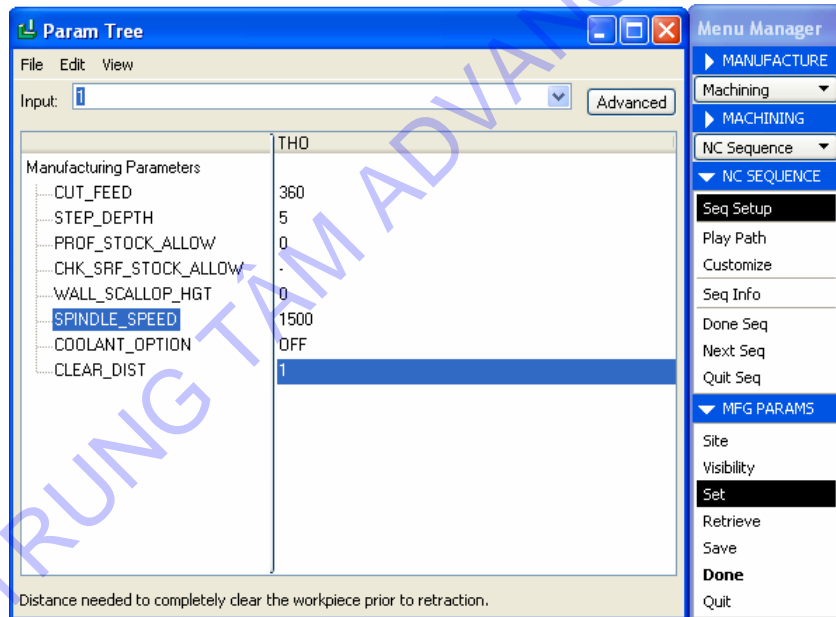 Param Tree
File Edit View
Input: 1 Advanced
THO
Manufacturing Parameters
CUT_FEED 360
STEP_DEPTH 5
PROF_STOCK_ALLOW 0
CHK_SRF_STOCK_ALLOW -
WALL_SCALLOP_HGT 0
SPINDLE_SPEED 1500
COOLANT_OPTION OFF
CLEAR_DIST 1
Distance needed to completely clear the workpiece prior to retraction.
Menu Manager
MANUFACTURE
Machining
MACHINING
NC Sequence
NC SEQUENCE
Seq Setup
Play Path
Customize
Seq Info
Done Seq
Next Seq
Quit Seq
MFG PARAMS
Site
Visibility
Set
Retrieve
Save
Done
Quit
TRUNG TÂM ADVANC